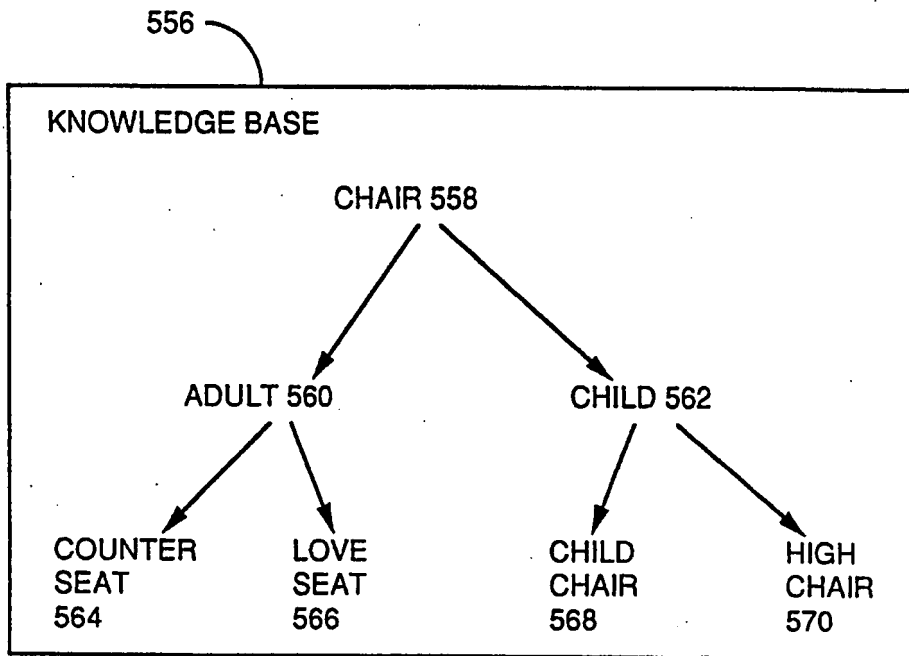 556
KNOWLEDGE BASE
CHAIR 558
ADULT 560
CHILD 562
COUNTER
SEAT
564
LOVE
SEAT
566
CHILD
CHAIR
568
HIGH
CHAIR
570